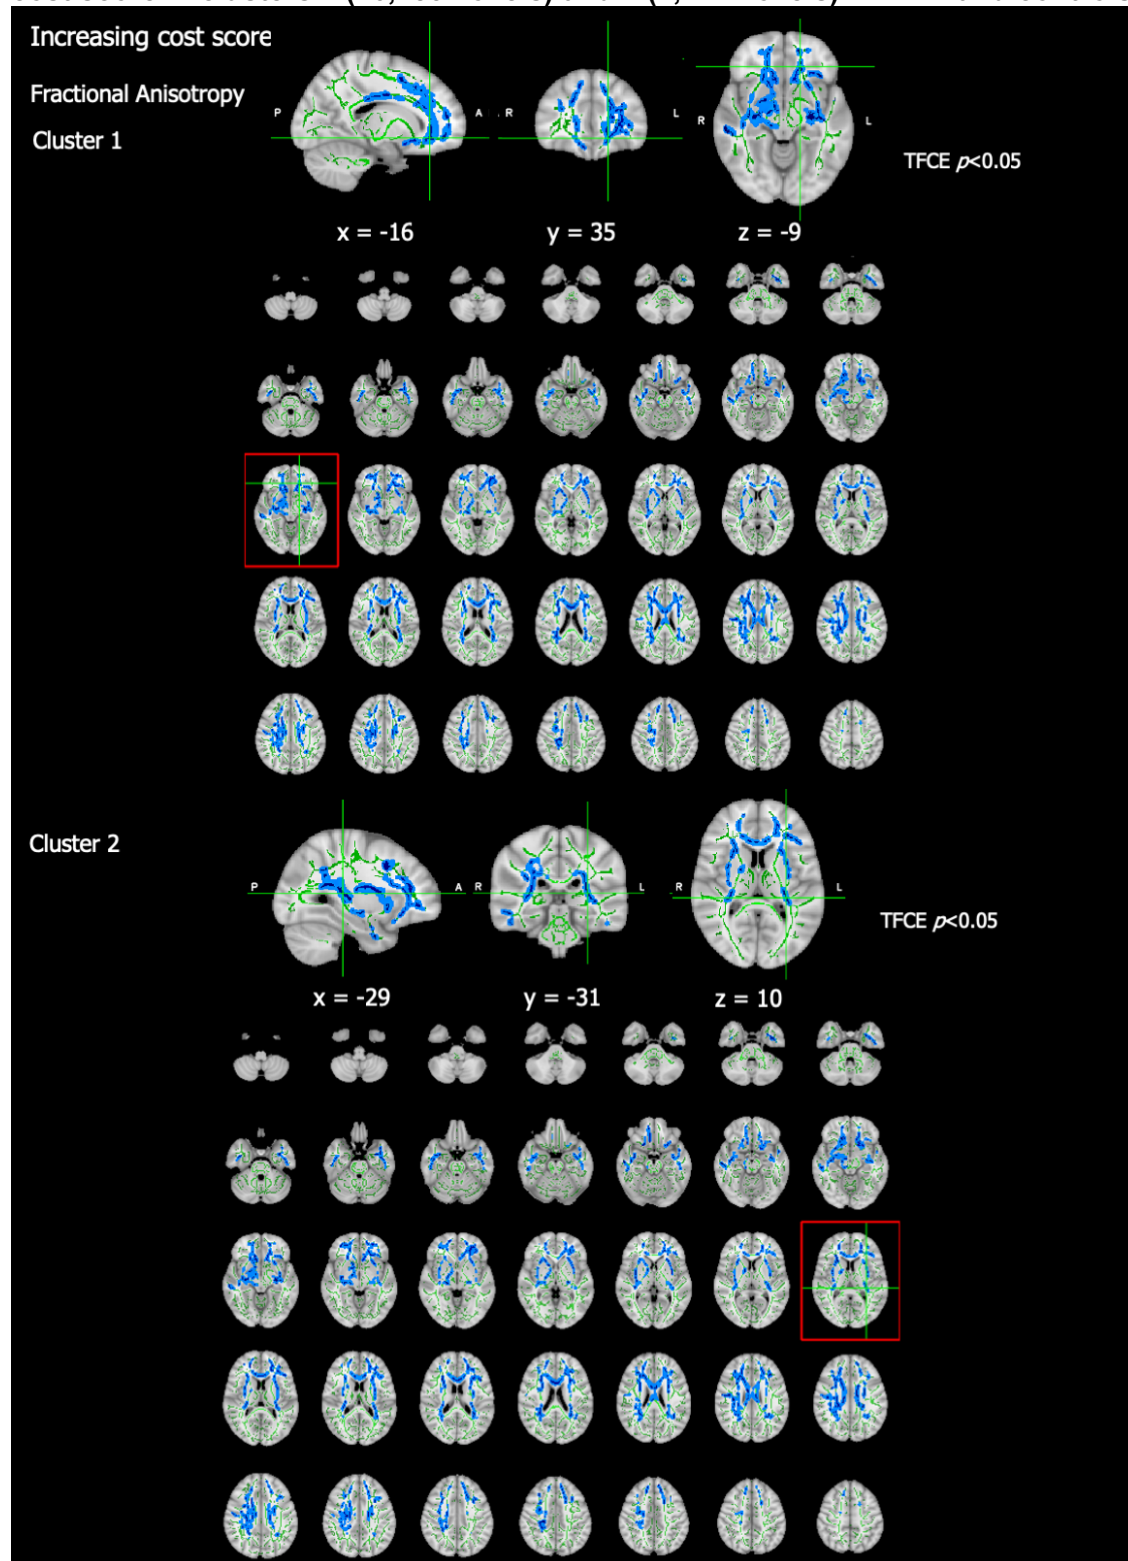 Increasing cost score
Fractional Anisotropy
Cluster 1
P A R L R L
TFCE p<0.05
x = -16 y = 35 z = -9
Cluster 2
P A R L R L
TFCE p<0.05
x = -29 y = -31 z = 10